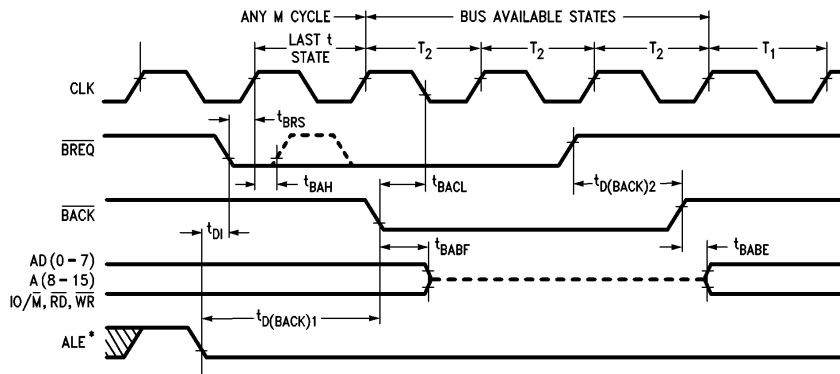 ANY M CYCLE BUS AVAILABLE STATES
LAST t STATE T2 T2 T2 T1
CLK
tBRS
BREQ
tBAH tBACL tD(BACK)2
BACK
tDI tBABF tBABE
AD(0-7)
A(8-15)
IO/M, RD, WR
tD(BACK)1
ALE*